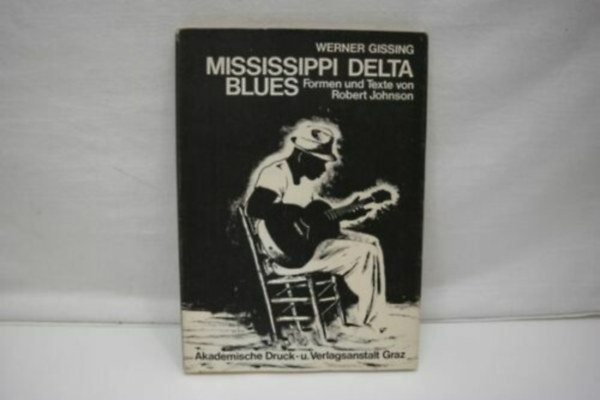 WERNER GISSING
MISSISSIPPI DELTA
BLUES Formen und Texte von
Robert Johnson
Akademische Druck-u. Verlagsanstalt Graz